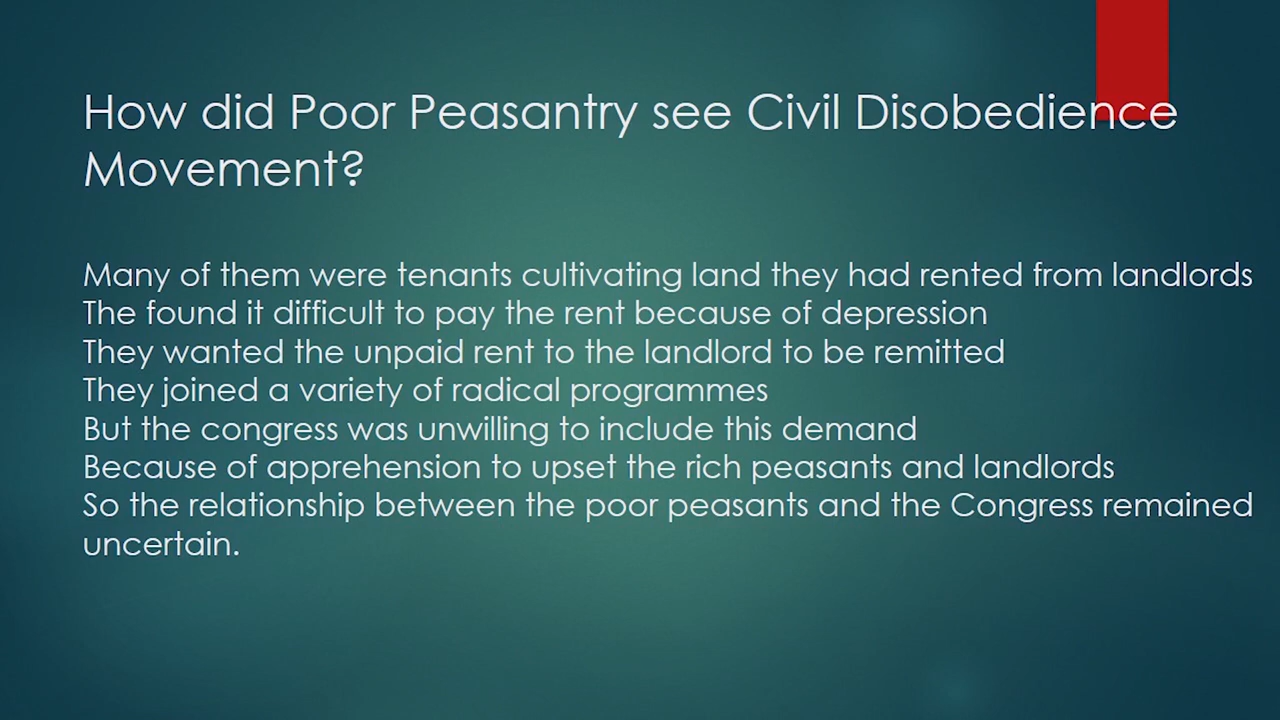 How did Poor Peasantry see Civil Disobedience
Movement?
Many of them were tenants cultivating land they had rented from landlords
The found it difficult to pay the rent because of depression
They wanted the unpaid rent to the landlord to be remitted
They joined a variety of radical programmes
But the congress was unwilling to include this demand
Because of apprehension to upset the rich peasants and landlords
So the relationship between the poor peasants and the Congress remained
uncertain.